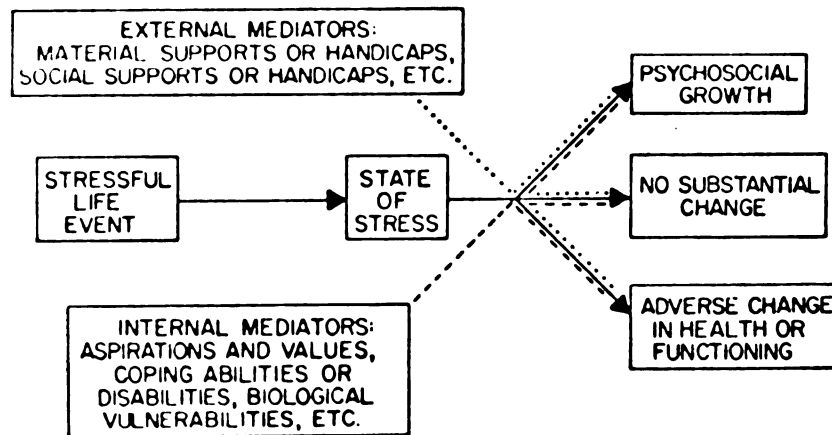 EXTERNAL MEDIATORS:
MATERIAL SUPPORTS OR HANDICAPS,
SOCIAL SUPPORTS OR HANDICAPS, ETC.
STRESSFUL
LIFE
EVENT
STATE
OF
STRESS
PSYCHOSOCIAL
GROWTH
NO SUBSTANTIAL
CHANGE
ADVERSE CHANGE
IN HEALTH OR
FUNCTIONING
INTERNAL MEDIATORS:
ASPIRATIONS AND VALUES,
COPING ABILITIES OR
DISABILITIES, BIOLOGICAL
VULNERABILITIES, ETC.